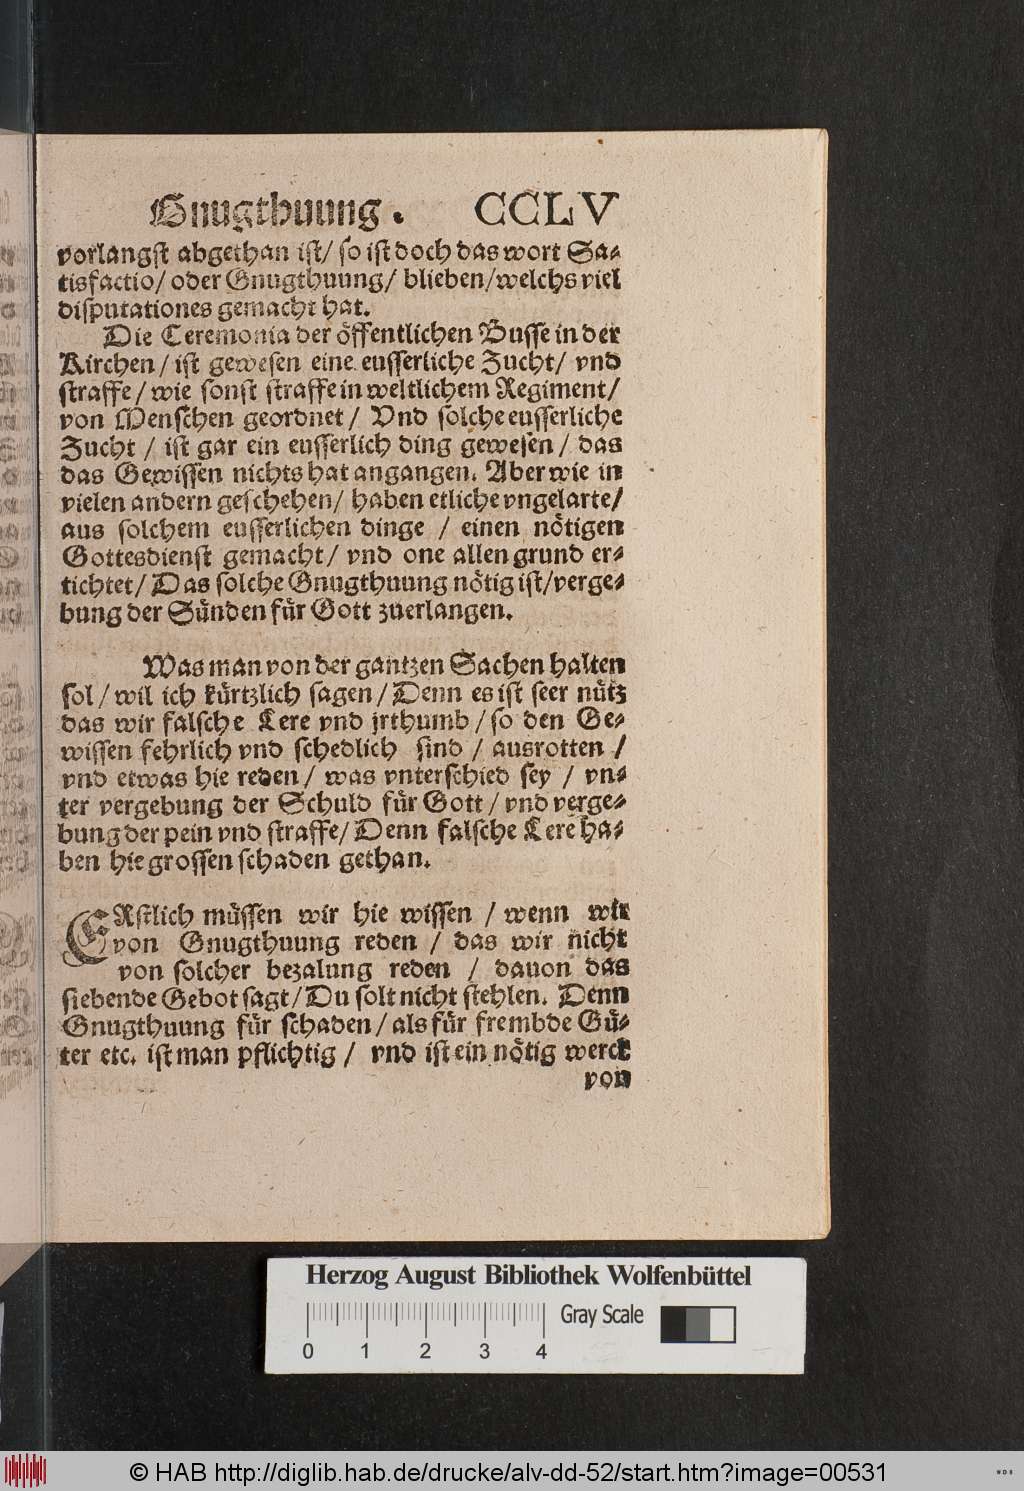 Gnugthuung. CCLV
vorlangst abgethan ist/ so ist doch das wort Sa-
tisfactio/ oder Gnugthuung/ blieben/welchs viel
disputationes gemacht hat.
Die Ceremonia der öffentlichen Busse in der
Kirchen/ ist gewesen eine eusserliche Zucht/ vnd
straffe/ wie sonst straffe in weltlichem Regiment/
von Menschen geordnet/ Vnd solche eusserliche
Zucht / ist gar ein eusserlich ding gewesen/ das
das Gewissen nichts hat angangen. Aber wie in
vielen andern geschehen/ haben etliche vngelarte/
aus solchem eusserlichen dinge / einen nötigen
Gottesdienst gemacht/ vnd one allen grund er-
tichtet/ Das solche Gnugthuung nötig ist/verge-
bung der Sünden für Gott zuerlangen.
Was man von der gantzen Sachen halten
sol/ wil ich kürtzlich sagen/ Denn es ist seer nütz
das wir falsche Lere vnd jrthumb/ so den Ge-
wissen fehrlich vnd schedlich sind / ausrotten /
vnd etwas hie reden/ was vnterschied sey / vn-
ter vergebung der Schuld für Gott/ vnd verge-
bung der pein vnd straffe/ Denn falsche Lere ha-
ben hie grossen schaden gethan.
ERstlich müssen wir hie wissen / wenn wir
von Gnugthuung reden / das wir nicht
von solcher bezalung reden / dauon das
siebende Gebot sagt/ Du solt nicht stehlen. Denn
Gnugthuung für schaden/ als für frembde Gü-
ter etc. ist man pflichtig/ vnd ist ein nötig werck
von
Herzog August Bibliothek Wolfenbüttel
Gray Scale
0 1 2 3 4
© HAB http://diglib.hab.de/drucke/alv-dd-52/start.htm?image=00531